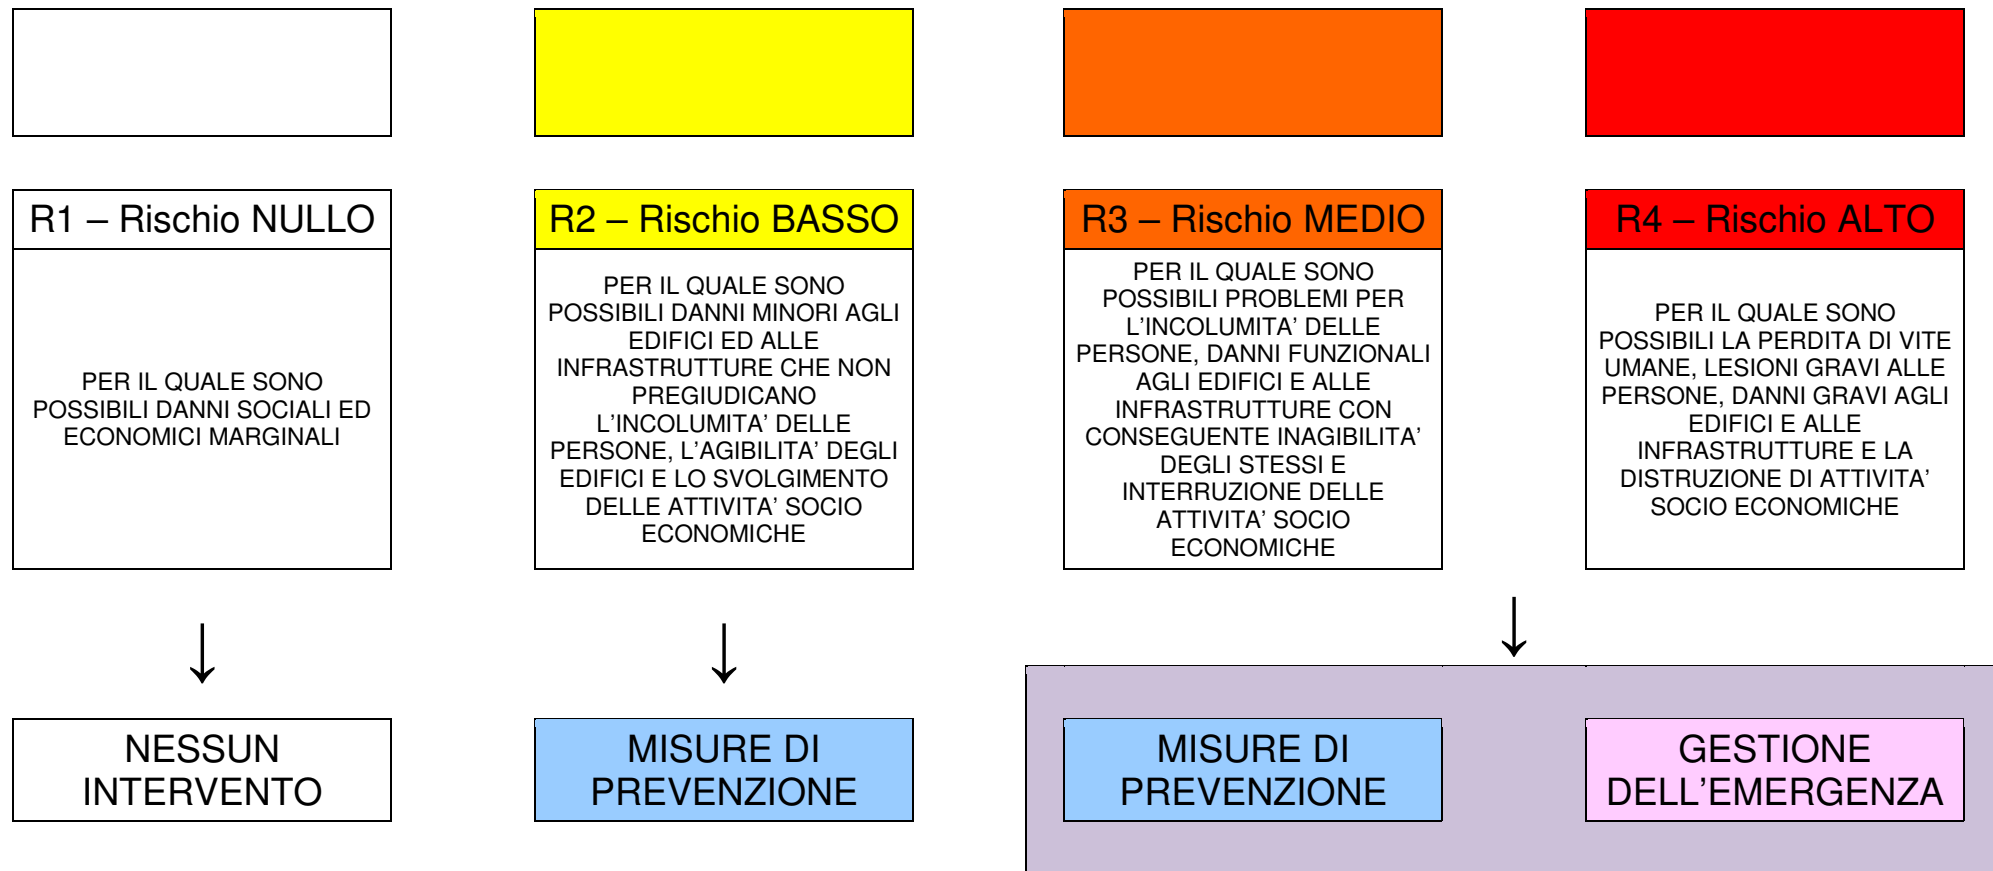 R1 – Rischio NULLO
PER IL QUALE SONO
POSSIBILI DANNI SOCIALI ED
ECONOMICI MARGINALI
R2 – Rischio BASSO
PER IL QUALE SONO
POSSIBILI DANNI MINORI AGLI
EDIFICI ED ALLE
INFRASTRUTTURE CHE NON
PREGIUDICANO
L'INCOLUMITA' DELLE
PERSONE, L'AGIBILITA' DEGLI
EDIFICI E LO SVOLGIMENTO
DELLE ATTIVITA' SOCIO
ECONOMICHE
R3 – Rischio MEDIO
PER IL QUALE SONO
POSSIBILI PROBLEMI PER
L'INCOLUMITA' DELLE
PERSONE, DANNI FUNZIONALI
AGLI EDIFICI E ALLE
INFRASTRUTTURE CON
CONSEGUENTE INAGIBILITA'
DEGLI STESSI E
INTERRUZIONE DELLE
ATTIVITA' SOCIO
ECONOMICHE
R4 – Rischio ALTO
PER IL QUALE SONO
POSSIBILI LA PERDITA DI VITE
UMANE, LESIONI GRAVI ALLE
PERSONE, DANNI GRAVI AGLI
EDIFICI E ALLE
INFRASTRUTTURE E LA
DISTRUZIONE DI ATTIVITA'
SOCIO ECONOMICHE
NESSUN
INTERVENTO
MISURE DI
PREVENZIONE
MISURE DI
PREVENZIONE
GESTIONE
DELL'EMERGENZA